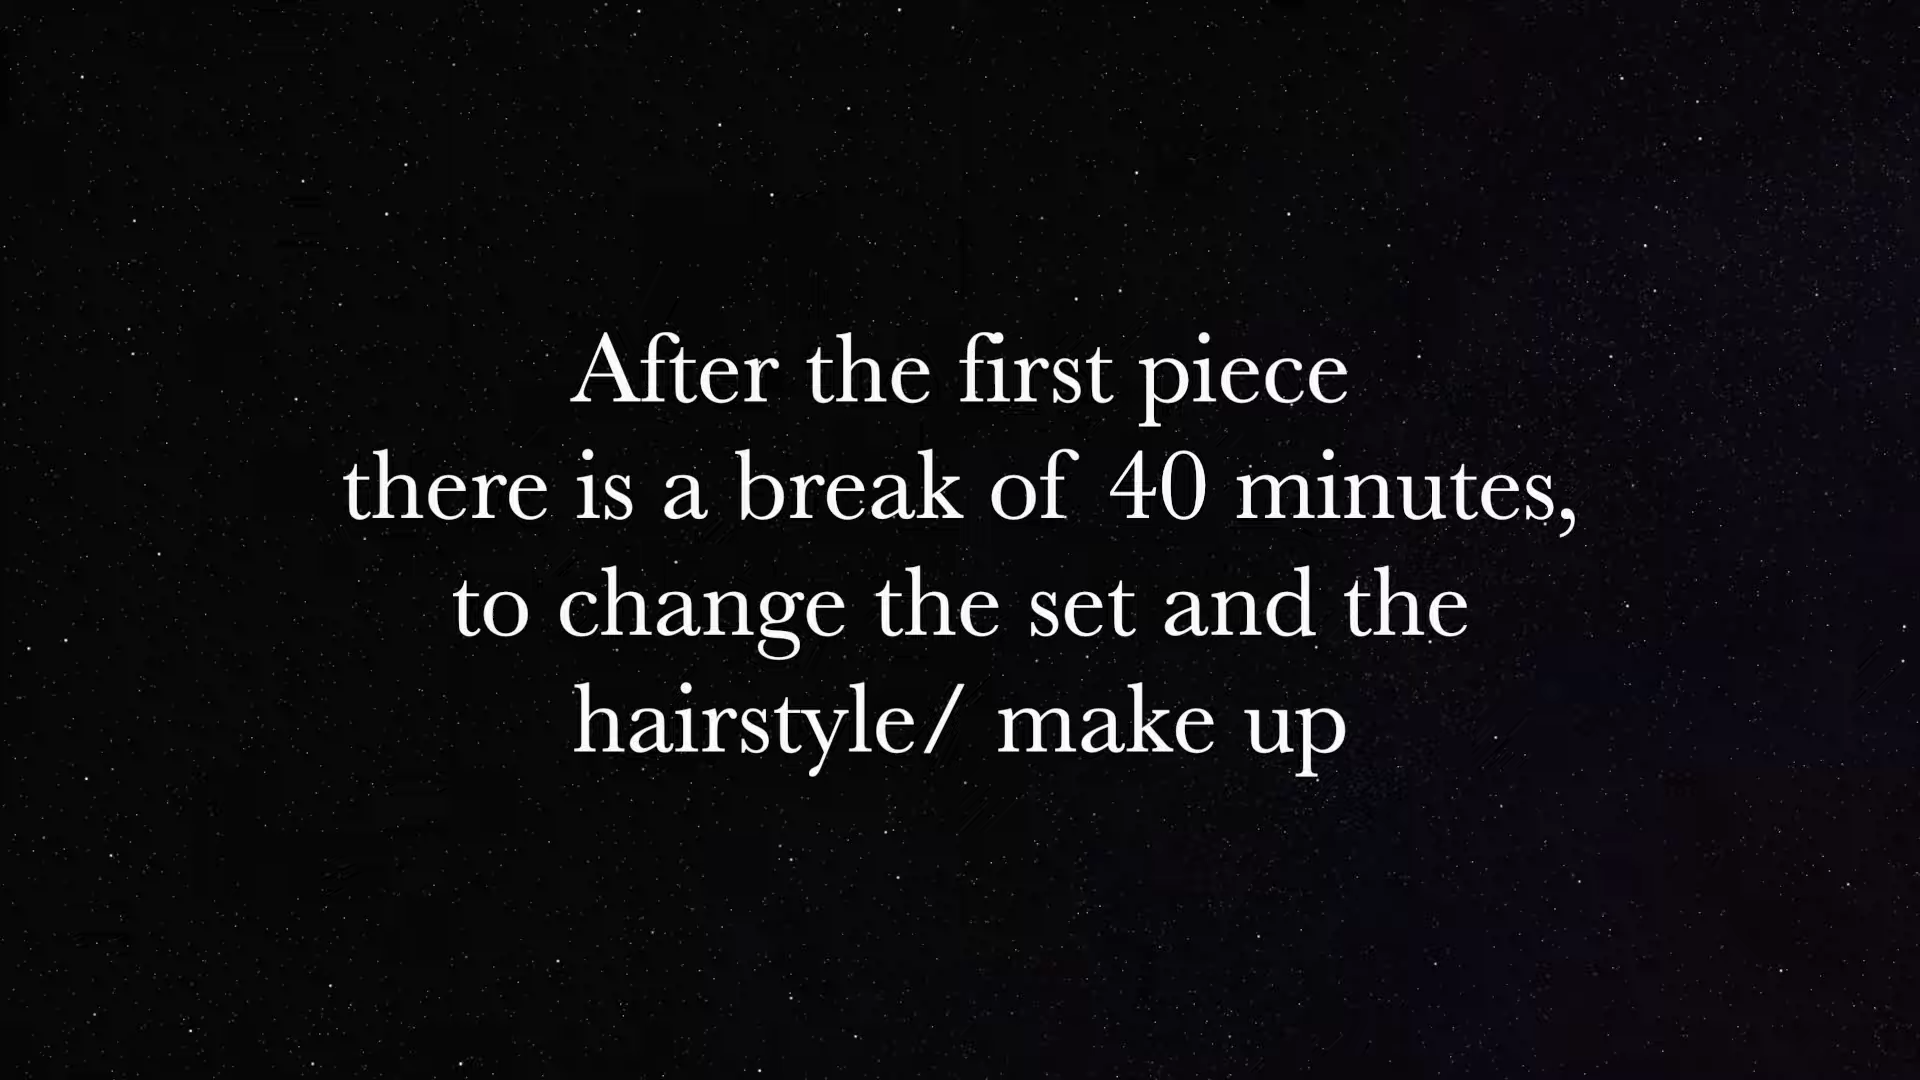 After the first piece
there is a break of 40 minutes,
to change the set and the
hairstyle/ make up